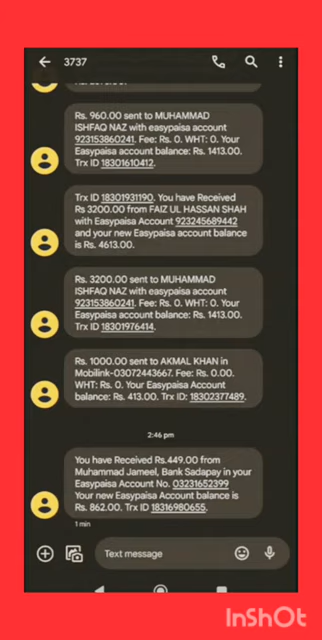 3737
Rs. 960.00 sent to MUHAMMAD
ISHFAQ NAZ with easypaisa account
923153860241. Fee: Rs. 0. WHT: 0. Your
Easypaisa account balance: Rs. 1413.00.
Trx ID 18301610412.
Trx ID 18301931190. You have Received
Rs 3200.00 from FAIZ UL HASSAN SHAH
with Easypaisa Account 923245689442
and your new Easypaisa account balance
is Rs. 4613.00.
Rs. 3200.00 sent to MUHAMMAD
ISHFAQ NAZ with easypaisa account
923153860241. Fee: Rs. 0. WHT: 0. Your
Easypaisa account balance: Rs. 1413.00.
Trx ID 18301976414.
Rs. 1000.00 sent to AKMAL KHAN in
Mobilink-03072443667. Fee: Rs. 0.00.
WHT: Rs. 0. Your Easypaisa Account
balance: Rs. 413.00. Trx ID: 18302377489.
2:46 pm
You have Received Rs.449.00 from
Muhammad Jameel, Bank Sadapay in your
Easypaisa Account No. 03231652399
Your new Easypaisa Account balance is
Rs. 862.00. Trx ID 18316980655.
1 min
Text message
InShOt